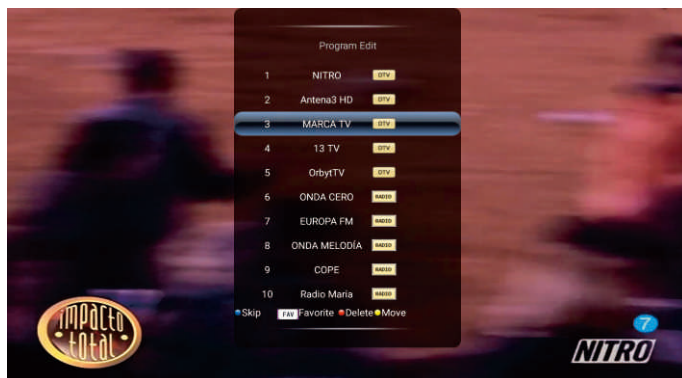 Program Edit
1 NITRO DTV
2 Antena3 HD DTV
3 MARCA TV DTV
4 13 TV DTV
5 OrbytTV DTV
6 ONDA CERO RADIO
7 EUROPA FM RADIO
8 ONDA MELODÍA RADIO
9 COPE RADIO
10 Radio Maria RADIO
Skip FAV Favorite Delete Move
impacto
total
7
NITRO